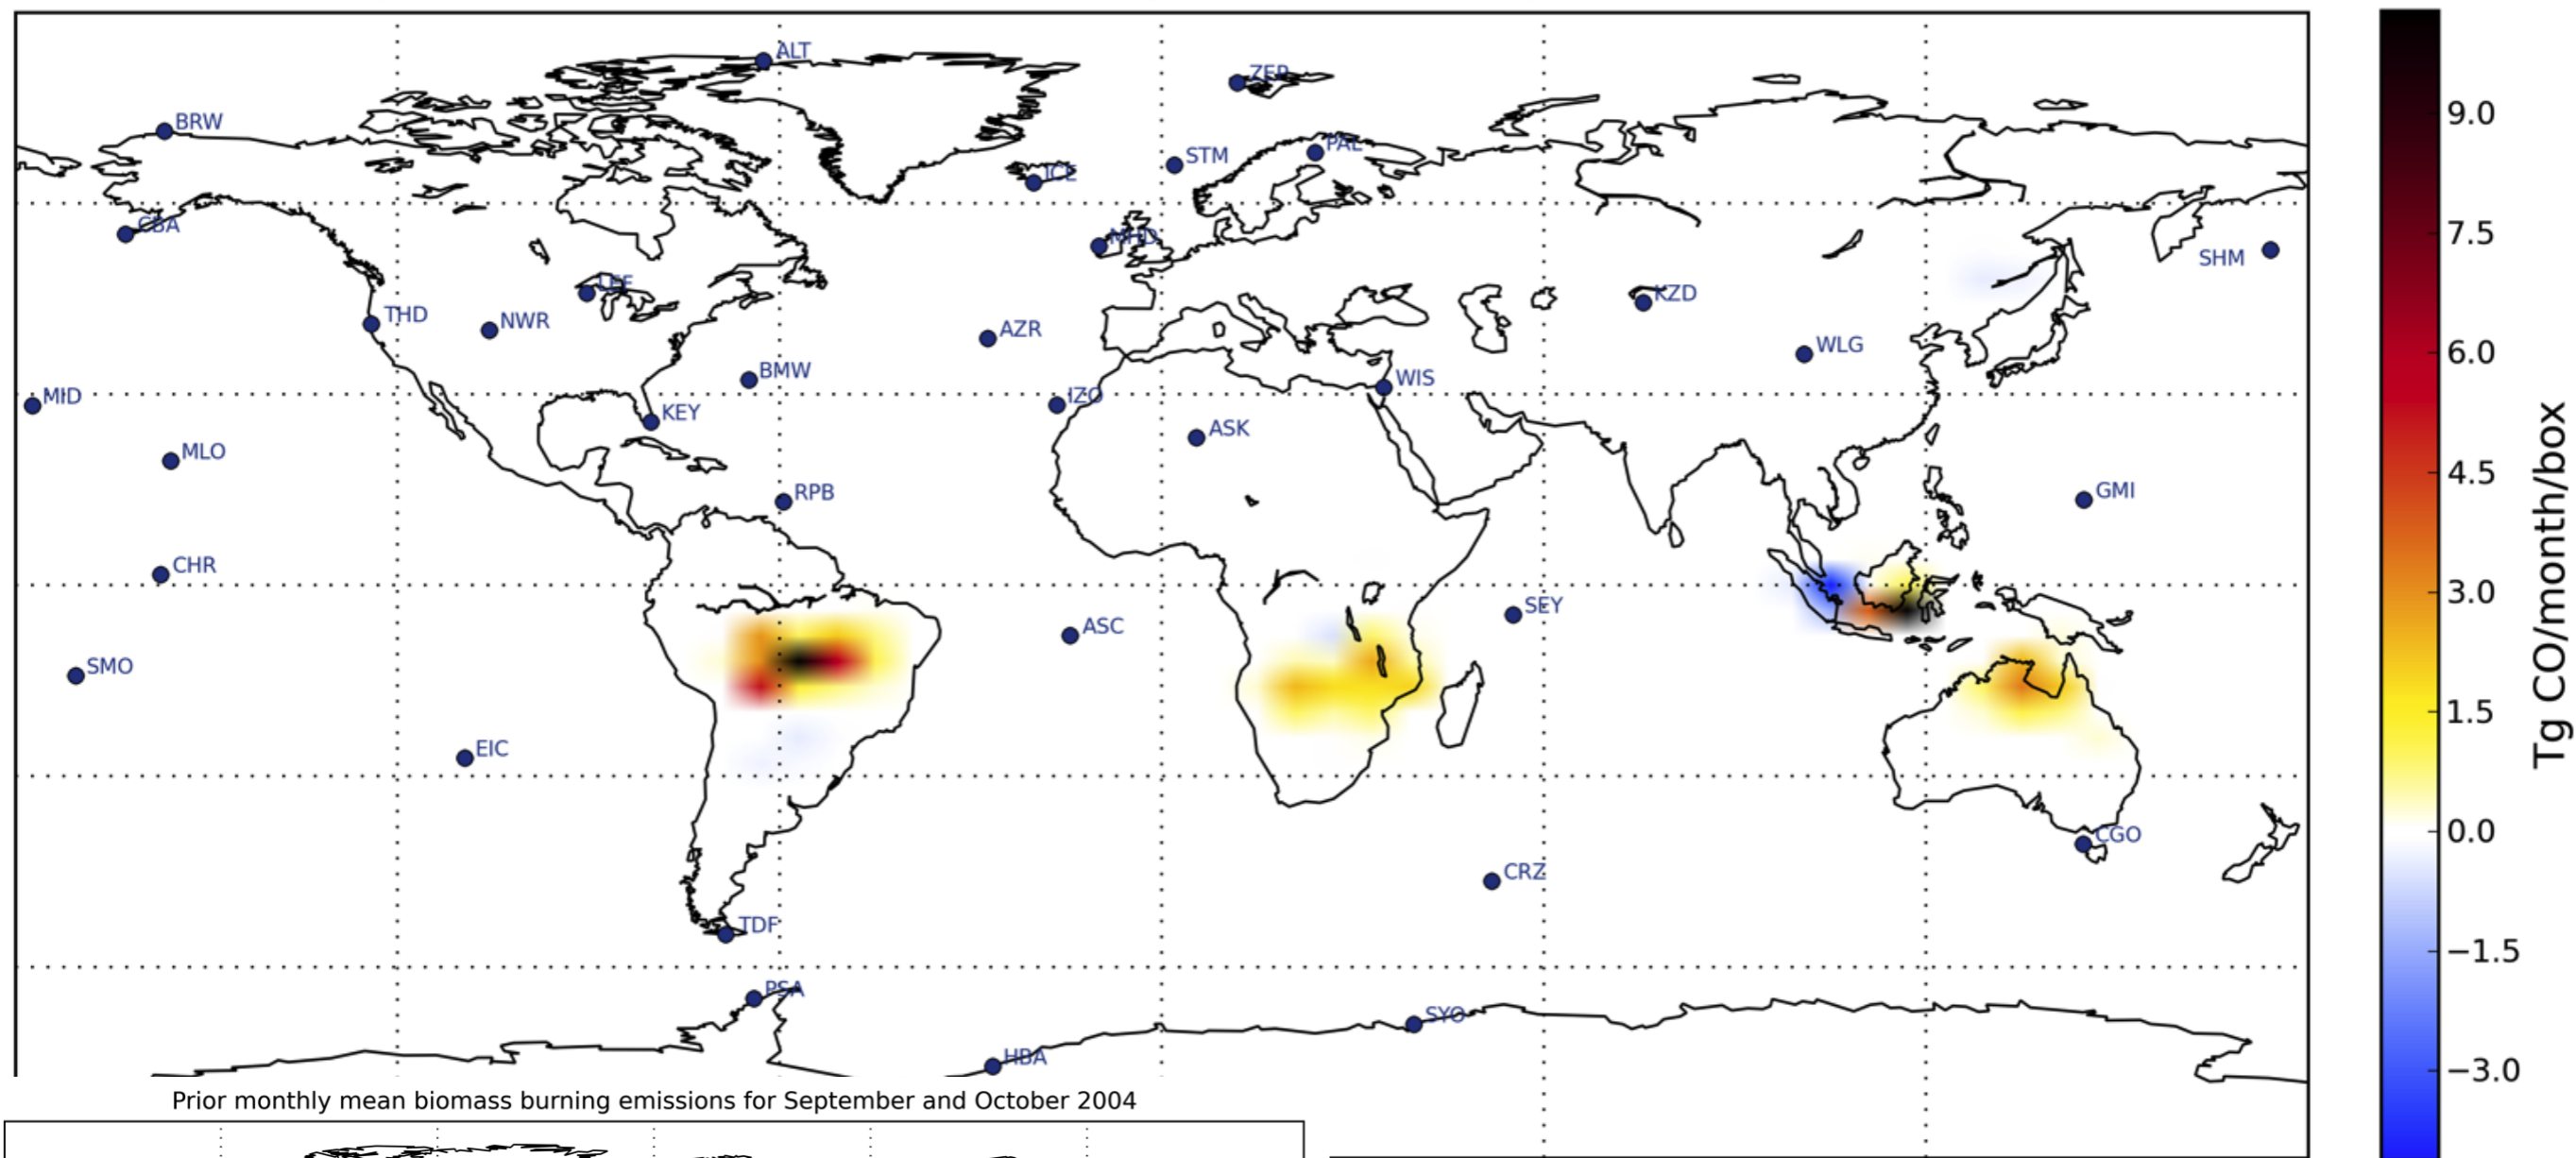 ALT
ZEP
BRW
STM
PAL
ICE
CBA
MHD
SHM
LEF
KZD
THD
NWR
AZR
WLG
BMW
WIS
MID
IZO
KEY
ASK
MLO
RPB
GMI
CHR
SEY
ASC
SMO
EIC
CGO
CRZ
TDF
PSA
SYO
HBA
9.0
7.5
6.0
4.5
3.0
1.5
0.0
−1.5
−3.0
Tg CO/month/box
Prior monthly mean biomass burning emissions for September and October 2004